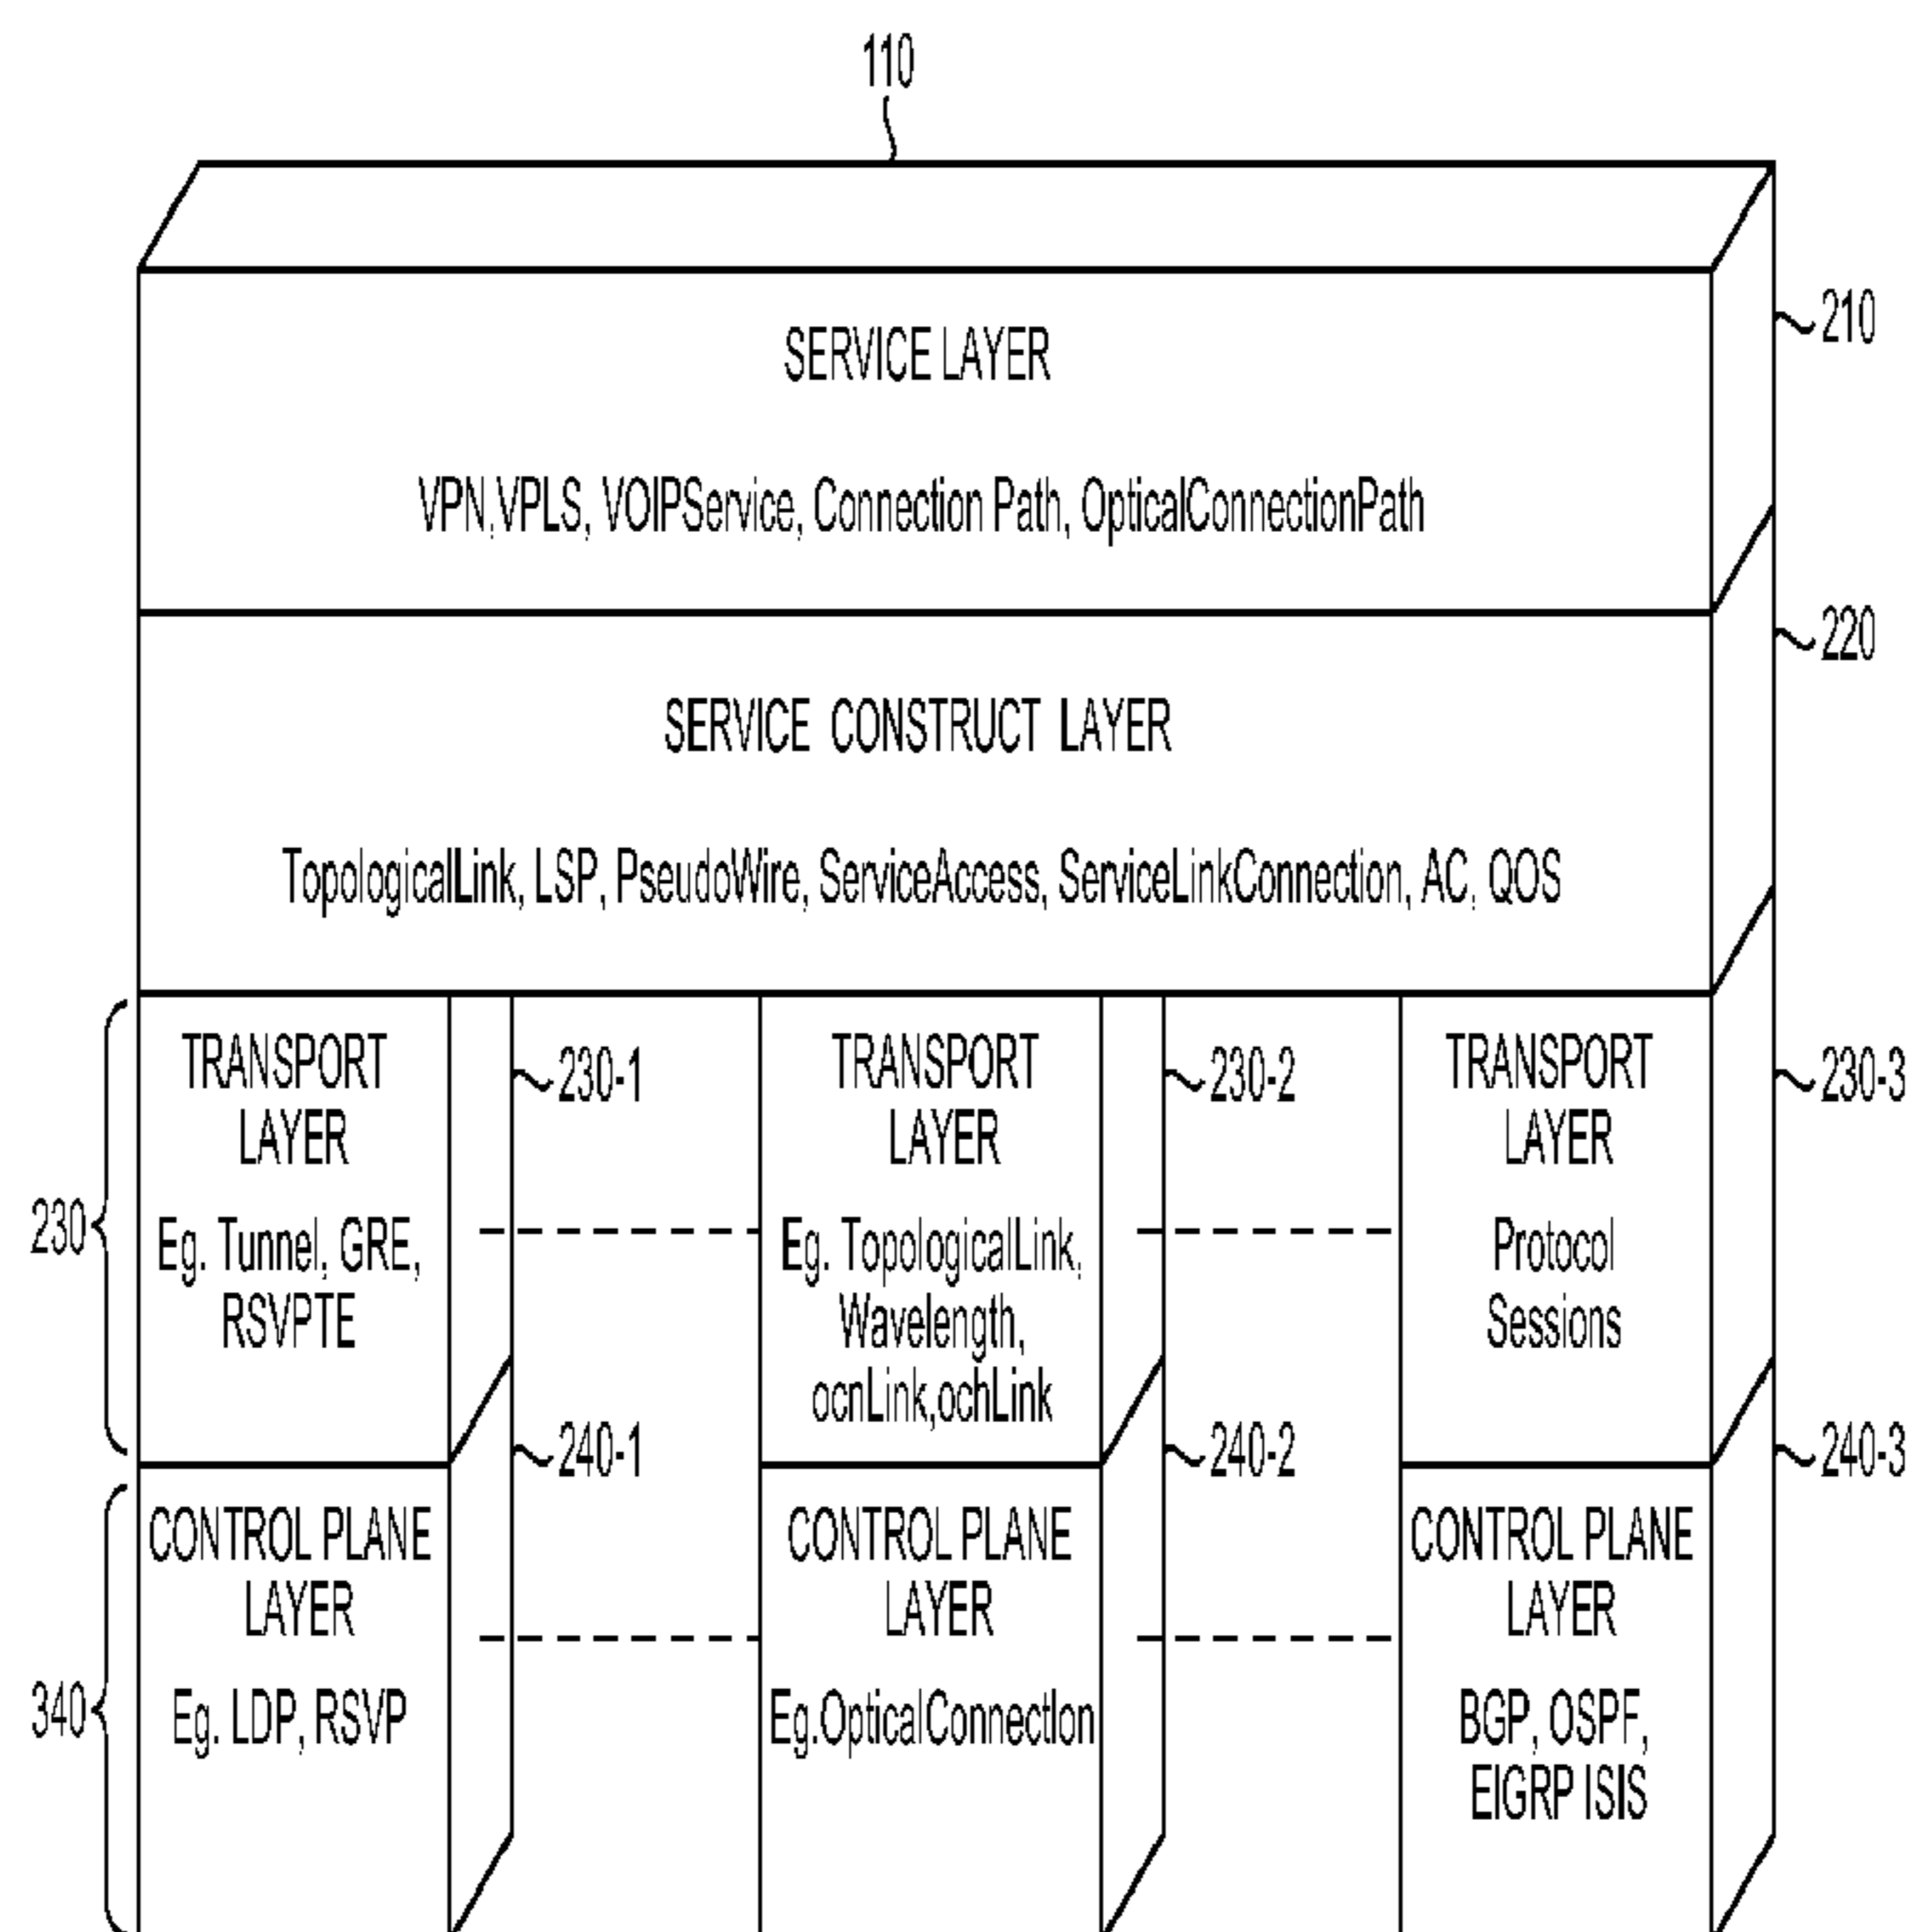 110
SERVICE LAYER
210
VPN,VPLS, VOIPService, Connection Path, OpticalConnectionPath
220
SERVICE CONSTRUCT LAYER
TopologicalLink, LSP, PseudoWire, ServiceAccess, ServiceLinkConnection, AC, QOS
230
TRANSPORT
LAYER
Eg. Tunnel, GRE,
RSVPTE
230-1
TRANSPORT
LAYER
Eg. TopologicalLink,
Wavelength,
ocnLink,ochLink
230-2
TRANSPORT
LAYER
Protocol
Sessions
230-3
340
CONTROL PLANE
LAYER
Eg. LDP, RSVP
240-1
CONTROL PLANE
LAYER
Eg.OpticalConnectIon
240-2
CONTROL PLANE
LAYER
BGP, OSPF,
EIGRP ISIS
240-3